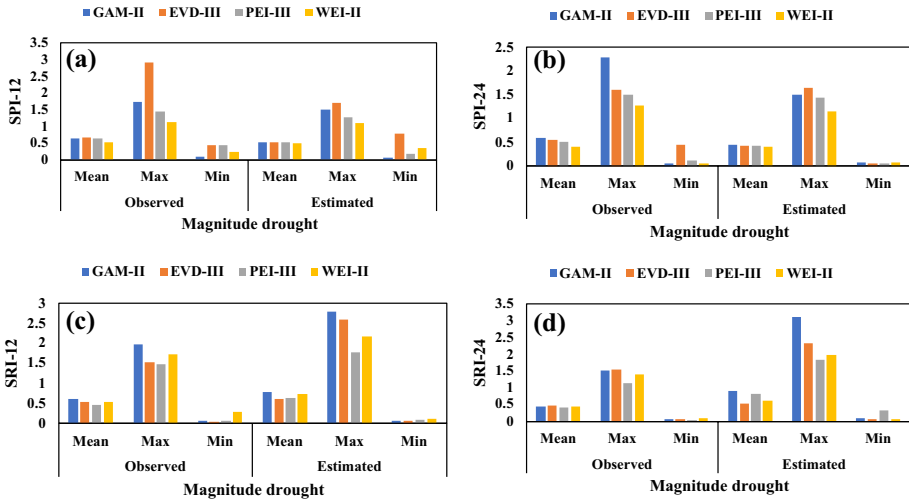 GAM-II EVD-III PEI-III WEI-II
(a)
SPI-12
3.5
3
2.5
2
1.5
1
0.5
0
Mean Max Min Mean Max Min
Observed Estimated
Magnitude drought
GAM-II EVD-III PEI-III WEI-II
(b)
SPI-24
2.5
2
1.5
1
0.5
0
Mean Max Min Mean Max Min
Observed Estimated
Magnitude drought
GAM-II EVD-III PEI-III WEI-II
(c)
SRI-12
3
2.5
2
1.5
1
0.5
0
Mean Max Min Mean Max Min
Observed Estimated
Magnitude drought
GAM-II EVD-III PEI-III WEI-II
(d)
SRI-24
3.5
3
2.5
2
1.5
1
0.5
0
Mean Max Min Mean Max Min
Observed Estimated
Magnitude drought